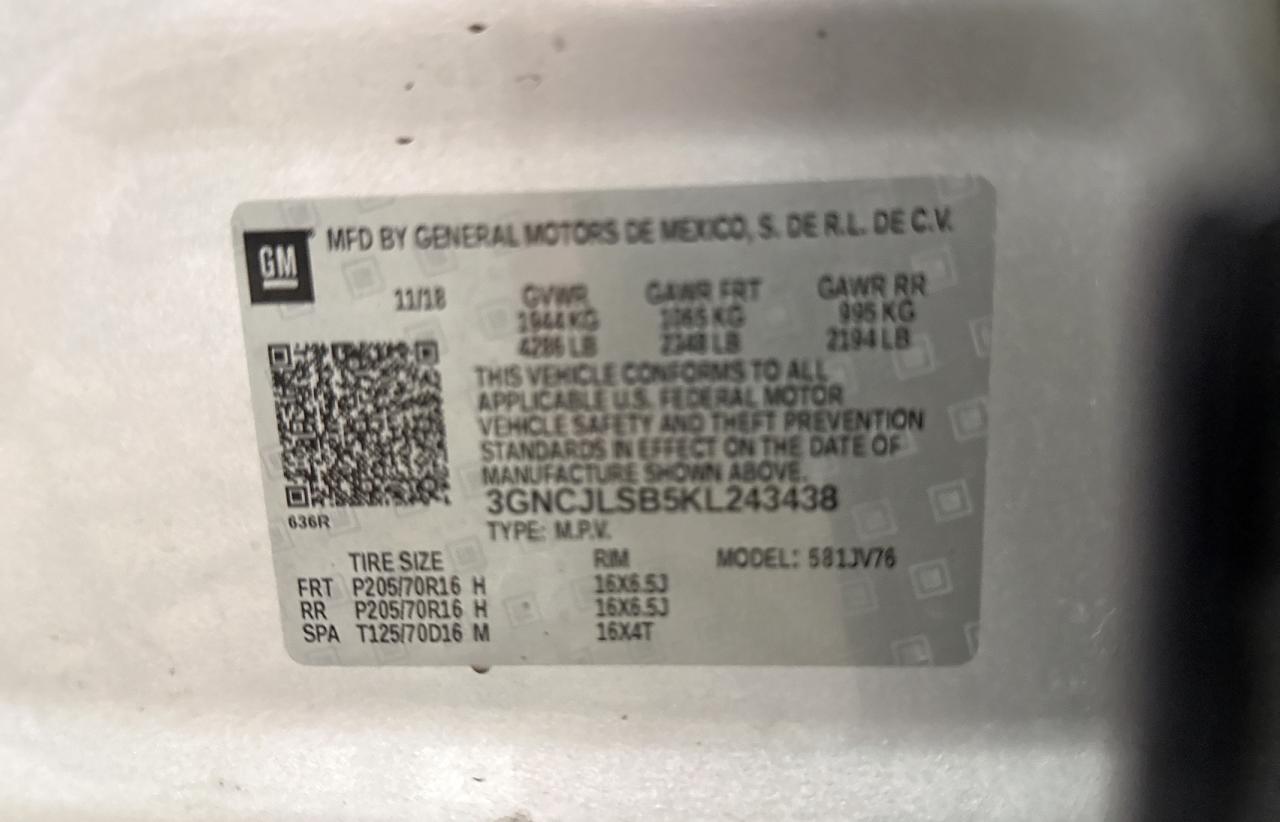 GM
MFD BY GENERAL MOTORS DE MEXICO, S. DE R.L. DE C.V.
11/18 GVWR GAWR FRT GAWR RR
1944 KG 1065 KG 995 KG
4286 LB 2348 LB 2194 LB
THIS VEHICLE CONFORMS TO ALL
APPLICABLE U.S. FEDERAL MOTOR
VEHICLE SAFETY AND THEFT PREVENTION
STANDARDS IN EFFECT ON THE DATE OF
MANUFACTURE SHOWN ABOVE.
3GNCJLSB5KL243438
636R
TYPE: M.P.V.
TIRE SIZE RIM MODEL: 581JV76
FRT P205/70R16 H 16X6.5J
RR P205/70R16 H 16X6.5J
SPA T125/70D16 M 16X4T